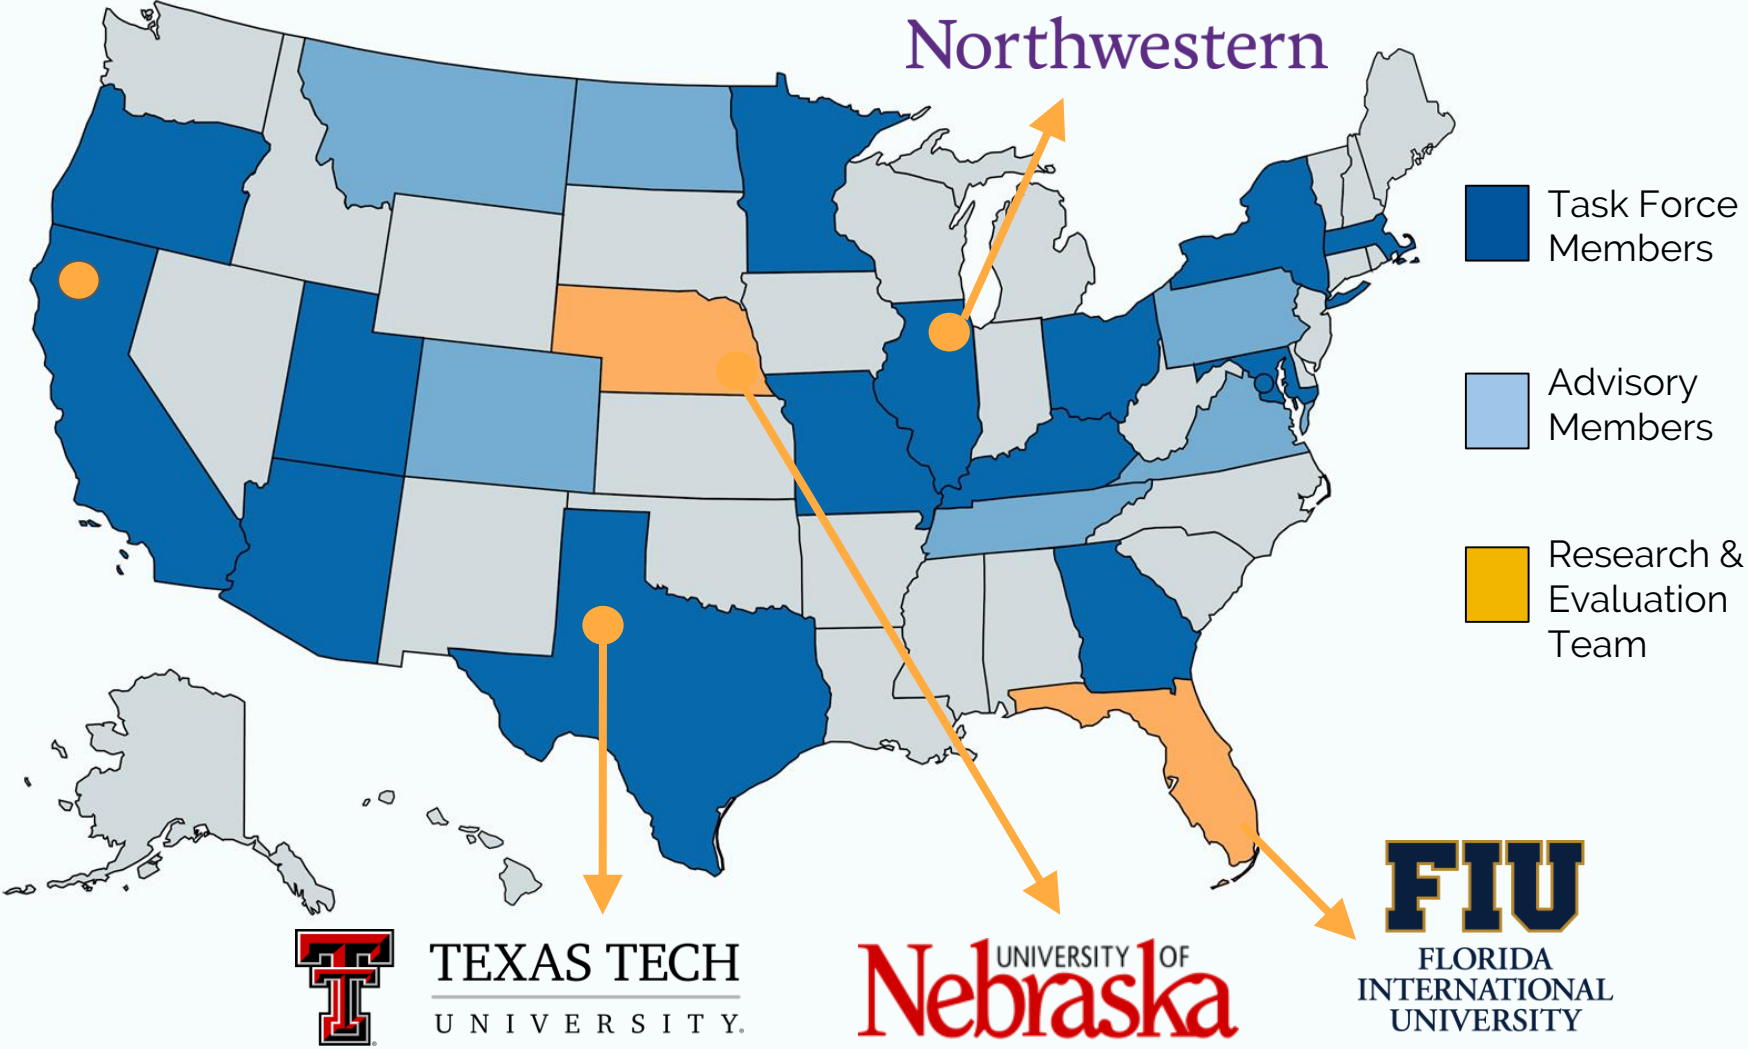 Northwestern
Task Force
Members
Advisory
Members
Research &
Evaluation
Team
TEXAS TECH
UNIVERSITY.
UNIVERSITY OF
Nebraska
FIU
FLORIDA
INTERNATIONAL
UNIVERSITY